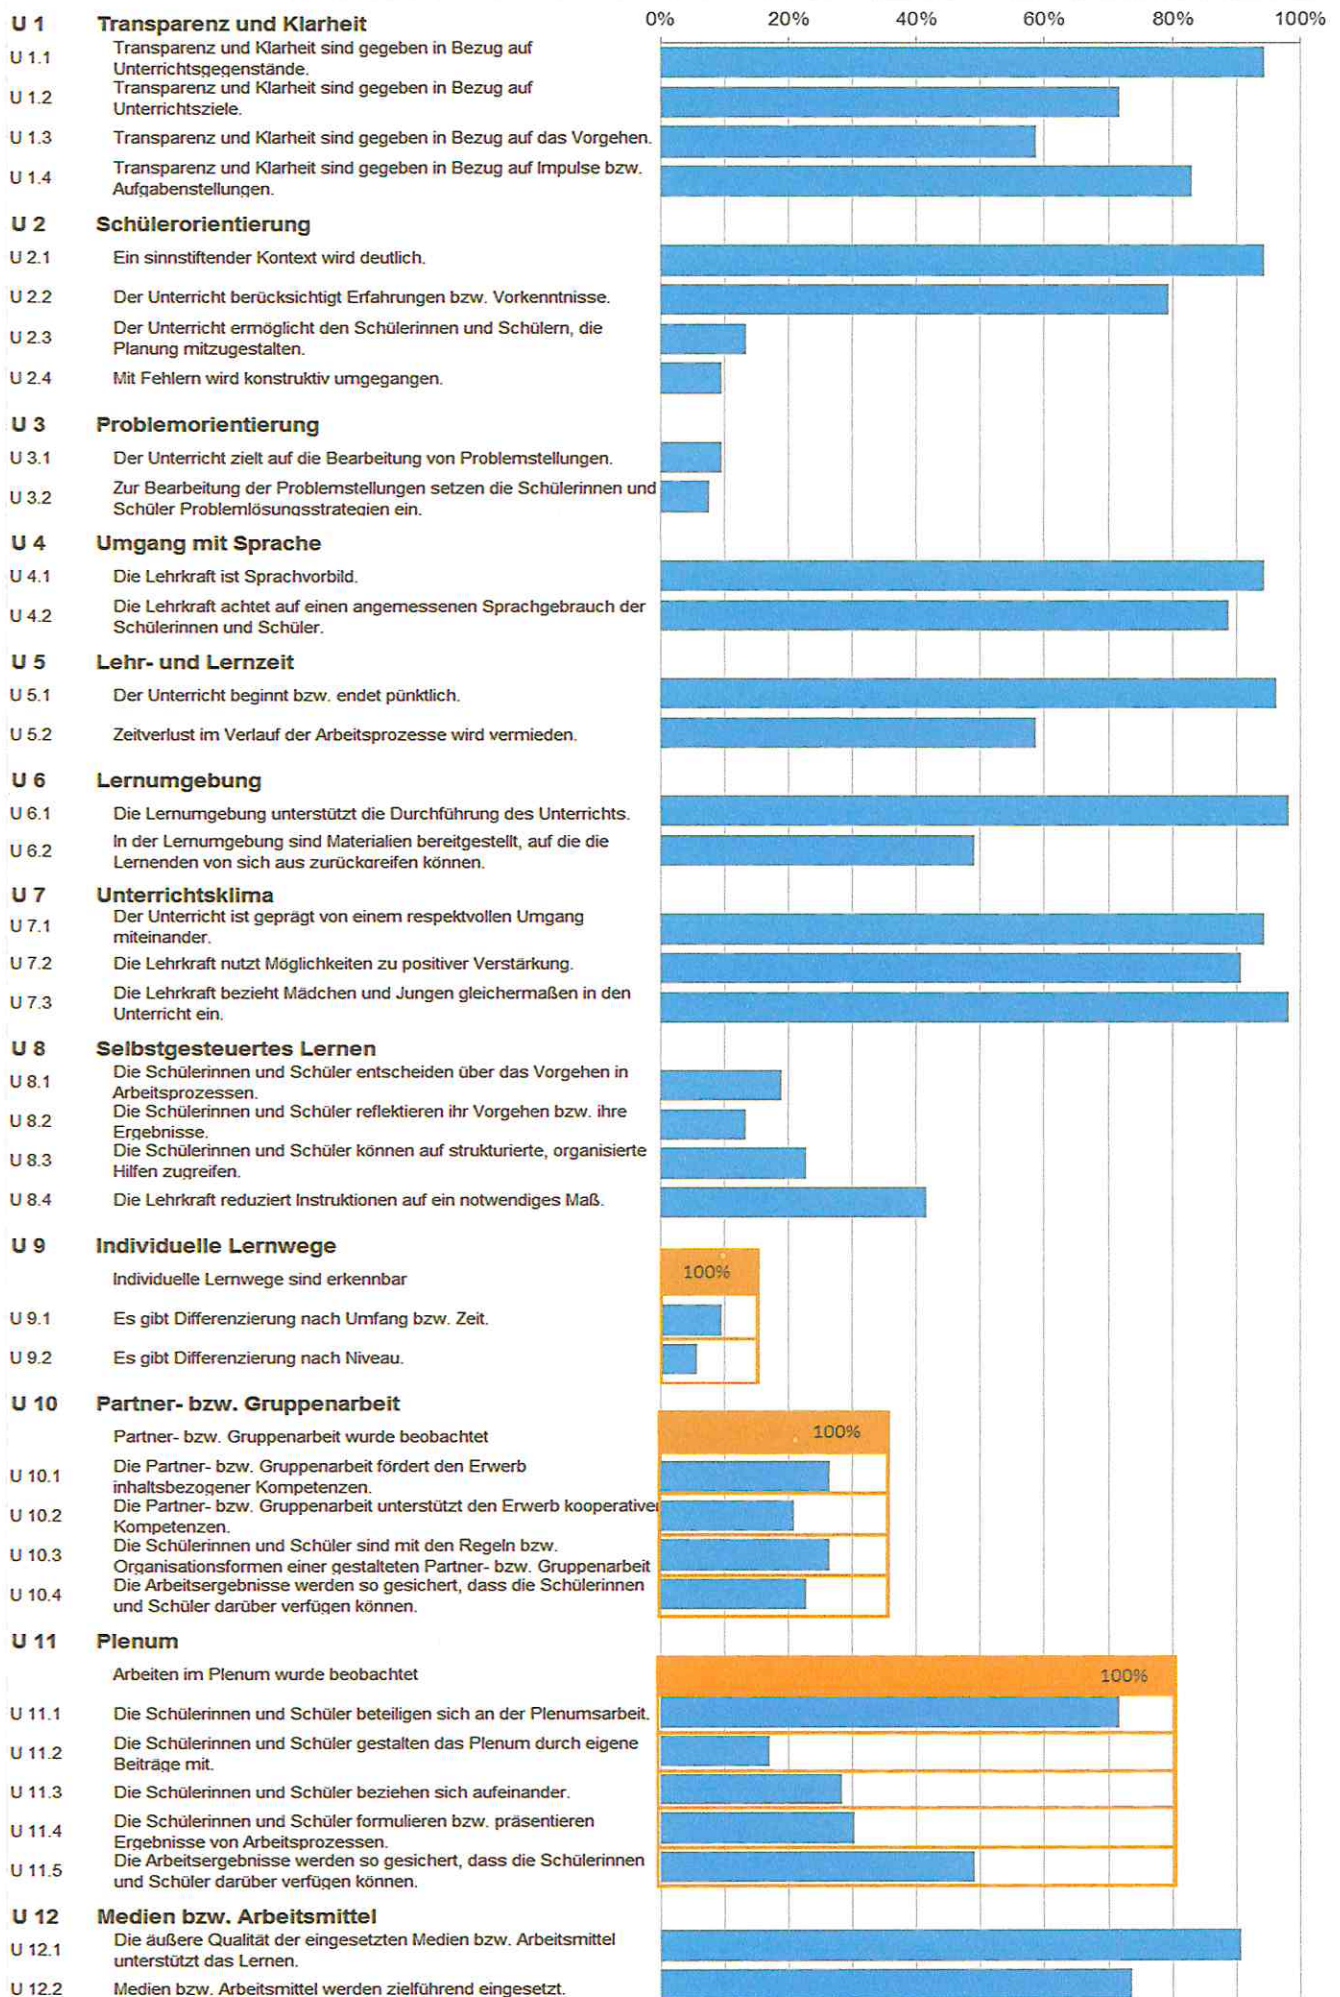 0% 20% 40% 60% 80% 100%
U 1 Transparenz und Klarheit
U 1.1 Transparenz und Klarheit sind gegeben in Bezug auf
Unterrichtsgegenstände.
U 1.2 Transparenz und Klarheit sind gegeben in Bezug auf
Unterrichtsziele.
U 1.3 Transparenz und Klarheit sind gegeben in Bezug auf das Vorgehen.
U 1.4 Transparenz und Klarheit sind gegeben in Bezug auf Impulse bzw.
Aufgabenstellungen.
U 2 Schülerorientierung
U 2.1 Ein sinnstiftender Kontext wird deutlich.
U 2.2 Der Unterricht berücksichtigt Erfahrungen bzw. Vorkenntnisse.
U 2.3 Der Unterricht ermöglicht den Schülerinnen und Schülern, die
Planung mitzugestalten.
U 2.4 Mit Fehlern wird konstruktiv umgegangen.
U 3 Problemorientierung
U 3.1 Der Unterricht zielt auf die Bearbeitung von Problemstellungen.
U 3.2 Zur Bearbeitung der Problemstellungen setzen die Schülerinnen und
Schüler Problemlösungsstrategien ein.
U 4 Umgang mit Sprache
U 4.1 Die Lehrkraft ist Sprachvorbild.
U 4.2 Die Lehrkraft achtet auf einen angemessenen Sprachgebrauch der
Schülerinnen und Schüler.
U 5 Lehr- und Lernzeit
U 5.1 Der Unterricht beginnt bzw. endet pünktlich.
U 5.2 Zeitverlust im Verlauf der Arbeitsprozesse wird vermieden.
U 6 Lernumgebung
U 6.1 Die Lernumgebung unterstützt die Durchführung des Unterrichts.
U 6.2 In der Lernumgebung sind Materialien bereitgestellt, auf die die
Lernenden von sich aus zurückgreifen können.
U 7 Unterrichtsklima
U 7.1 Der Unterricht ist geprägt von einem respektvollen Umgang
miteinander.
U 7.2 Die Lehrkraft nutzt Möglichkeiten zu positiver Verstärkung.
U 7.3 Die Lehrkraft bezieht Mädchen und Jungen gleichermaßen in den
Unterricht ein.
U 8 Selbstgesteuertes Lernen
U 8.1 Die Schülerinnen und Schüler entscheiden über das Vorgehen in
Arbeitsprozessen.
U 8.2 Die Schülerinnen und Schüler reflektieren ihr Vorgehen bzw. ihre
Ergebnisse.
U 8.3 Die Schülerinnen und Schüler können auf strukturierte, organisierte
Hilfen zugreifen.
U 8.4 Die Lehrkraft reduziert Instruktionen auf ein notwendiges Maß.
U 9 Individuelle Lernwege
Individuelle Lernwege sind erkennbar 100%
U 9.1 Es gibt Differenzierung nach Umfang bzw. Zeit.
U 9.2 Es gibt Differenzierung nach Niveau.
U 10 Partner- bzw. Gruppenarbeit
Partner- bzw. Gruppenarbeit wurde beobachtet 100%
U 10.1 Die Partner- bzw. Gruppenarbeit fördert den Erwerb
inhaltsbezogener Kompetenzen.
U 10.2 Die Partner- bzw. Gruppenarbeit unterstützt den Erwerb kooperativer
Kompetenzen.
U 10.3 Die Schülerinnen und Schüler sind mit den Regeln bzw.
Organisationsformen einer gestalteten Partner- bzw. Gruppenarbeit
U 10.4 Die Arbeitsergebnisse werden so gesichert, dass die Schülerinnen
und Schüler darüber verfügen können.
U 11 Plenum
Arbeiten im Plenum wurde beobachtet 100%
U 11.1 Die Schülerinnen und Schüler beteiligen sich an der Plenumsarbeit.
U 11.2 Die Schülerinnen und Schüler gestalten das Plenum durch eigene
Beiträge mit.
U 11.3 Die Schülerinnen und Schüler beziehen sich aufeinander.
U 11.4 Die Schülerinnen und Schüler formulieren bzw. präsentieren
Ergebnisse von Arbeitsprozessen.
U 11.5 Die Arbeitsergebnisse werden so gesichert, dass die Schülerinnen
und Schüler darüber verfügen können.
U 12 Medien bzw. Arbeitsmittel
U 12.1 Die äußere Qualität der eingesetzten Medien bzw. Arbeitsmittel
unterstützt das Lernen.
U 12.2 Medien bzw. Arbeitsmittel werden zielführend eingesetzt.